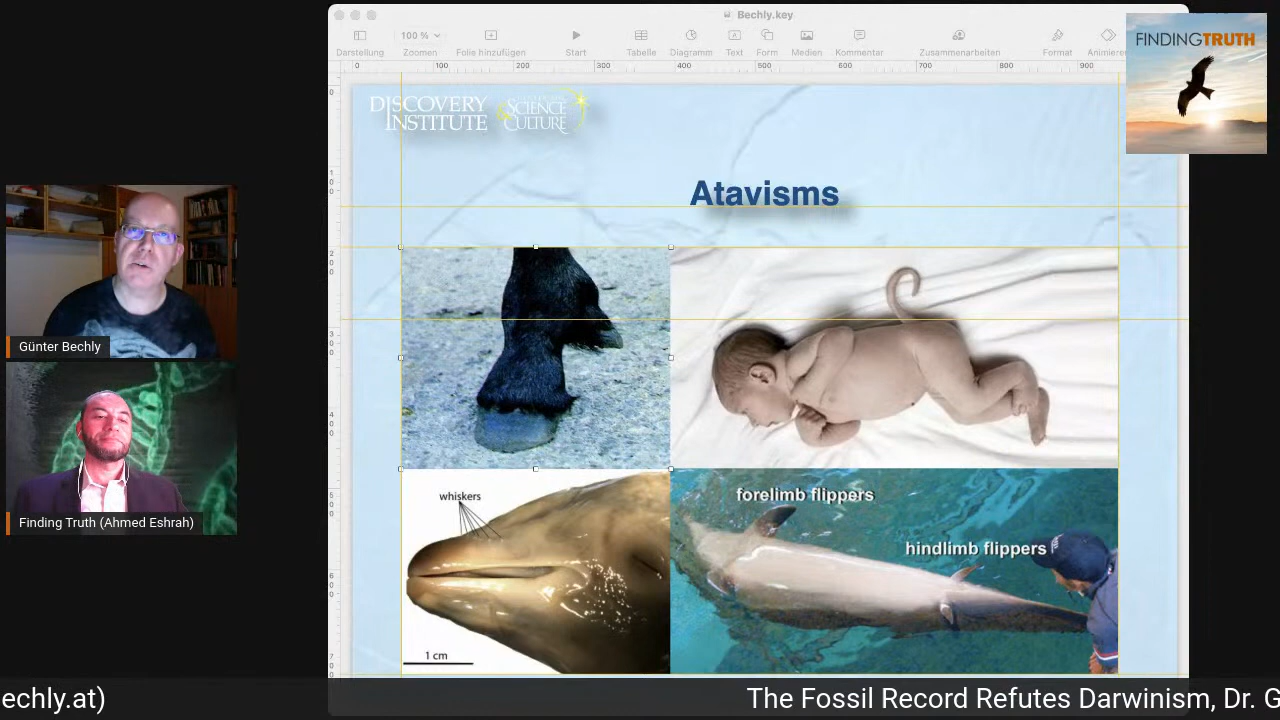 Bechly.key
100 %
Darstellung
Zoomen
Folie hinzufügen
Start
Tabelle
Diagramm
Text
Form
Medien
Kommentar
Zusammenarbeiten
Format
0 100 200 300 400 500 600 700 800 900
FINDINGTRUTH
DISCOVERY
INSTITUTE
SCIENCE
CULTURE
Atavisms
Günter Bechly
Finding Truth (Ahmed Eshrah)
whiskers
1 cm
forelimb flippers
hindlimb flippers
echly.at)
The Fossil Record Refutes Darwinism, Dr. G